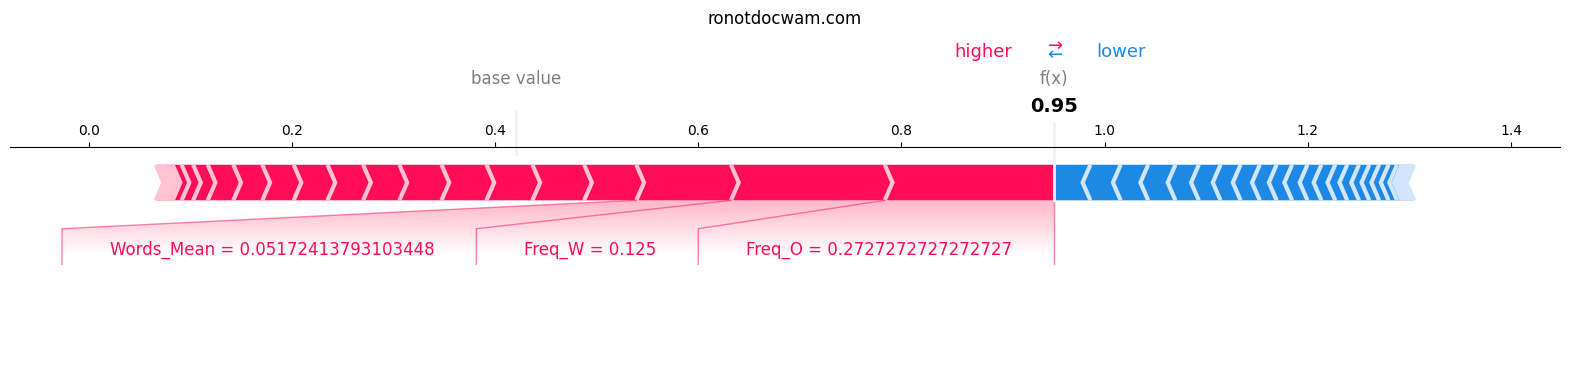 ronotdocwam.com
higher ⇄ lower
base value f(x)
0.95
0.0 0.2 0.4 0.6 0.8 1.0 1.2 1.4
Words_Mean = 0.05172413793103448 Freq_W = 0.125 Freq_O = 0.2727272727272727